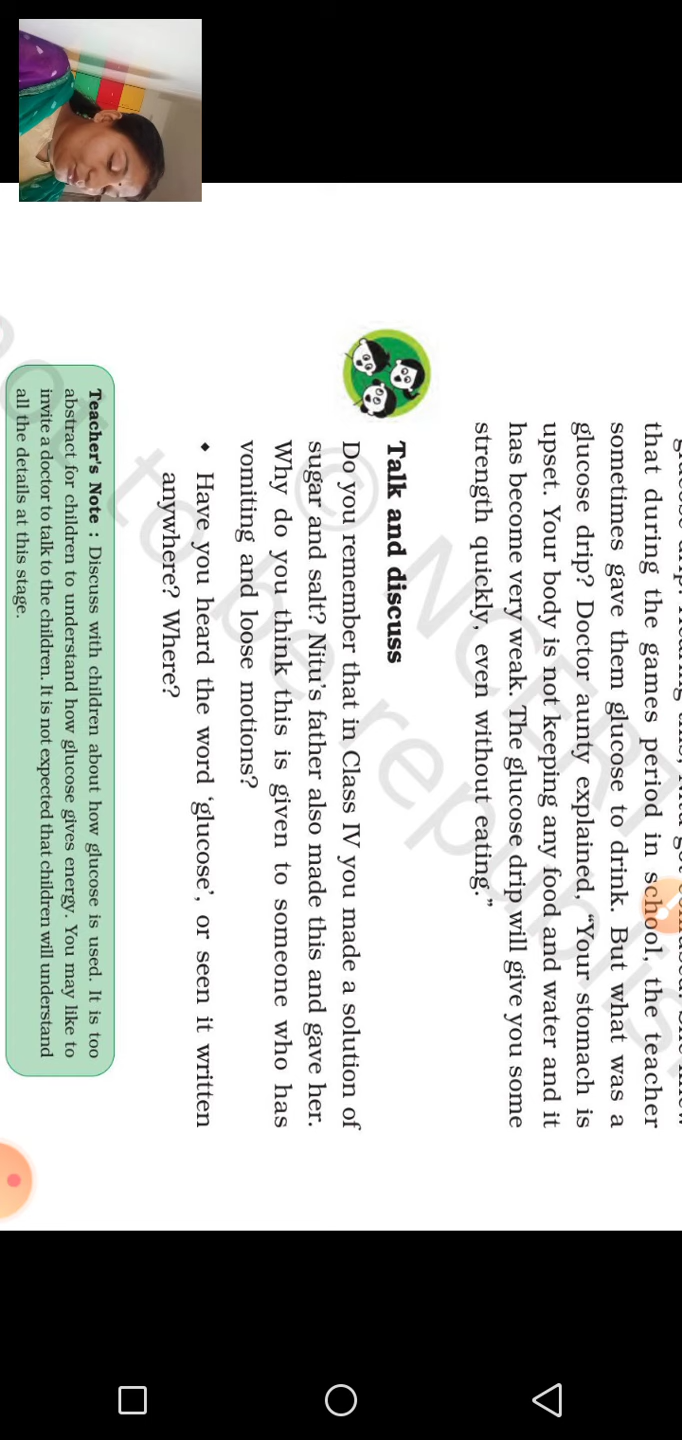 that during the games period in school, the teacher
sometimes gave them glucose to drink. But what was a
glucose drip? Doctor aunty explained, “Your stomach is
upset. Your body is not keeping any food and water and it
has become very weak. The glucose drip will give you some
strength quickly, even without eating.”
Talk and discuss
Do you remember that in Class IV you made a solution of
sugar and salt? Nitu’s father also made this and gave her.
Why do you think this is given to someone who has
vomiting and loose motions?
◆ Have you heard the word ‘glucose’, or seen it written
anywhere? Where?
Teacher’s Note : Discuss with children about how glucose is used. It is too
abstract for children to understand how glucose gives energy. You may like to
invite a doctor to talk to the children. It is not expected that children will understand
all the details at this stage.
© NCERT
not to be republis